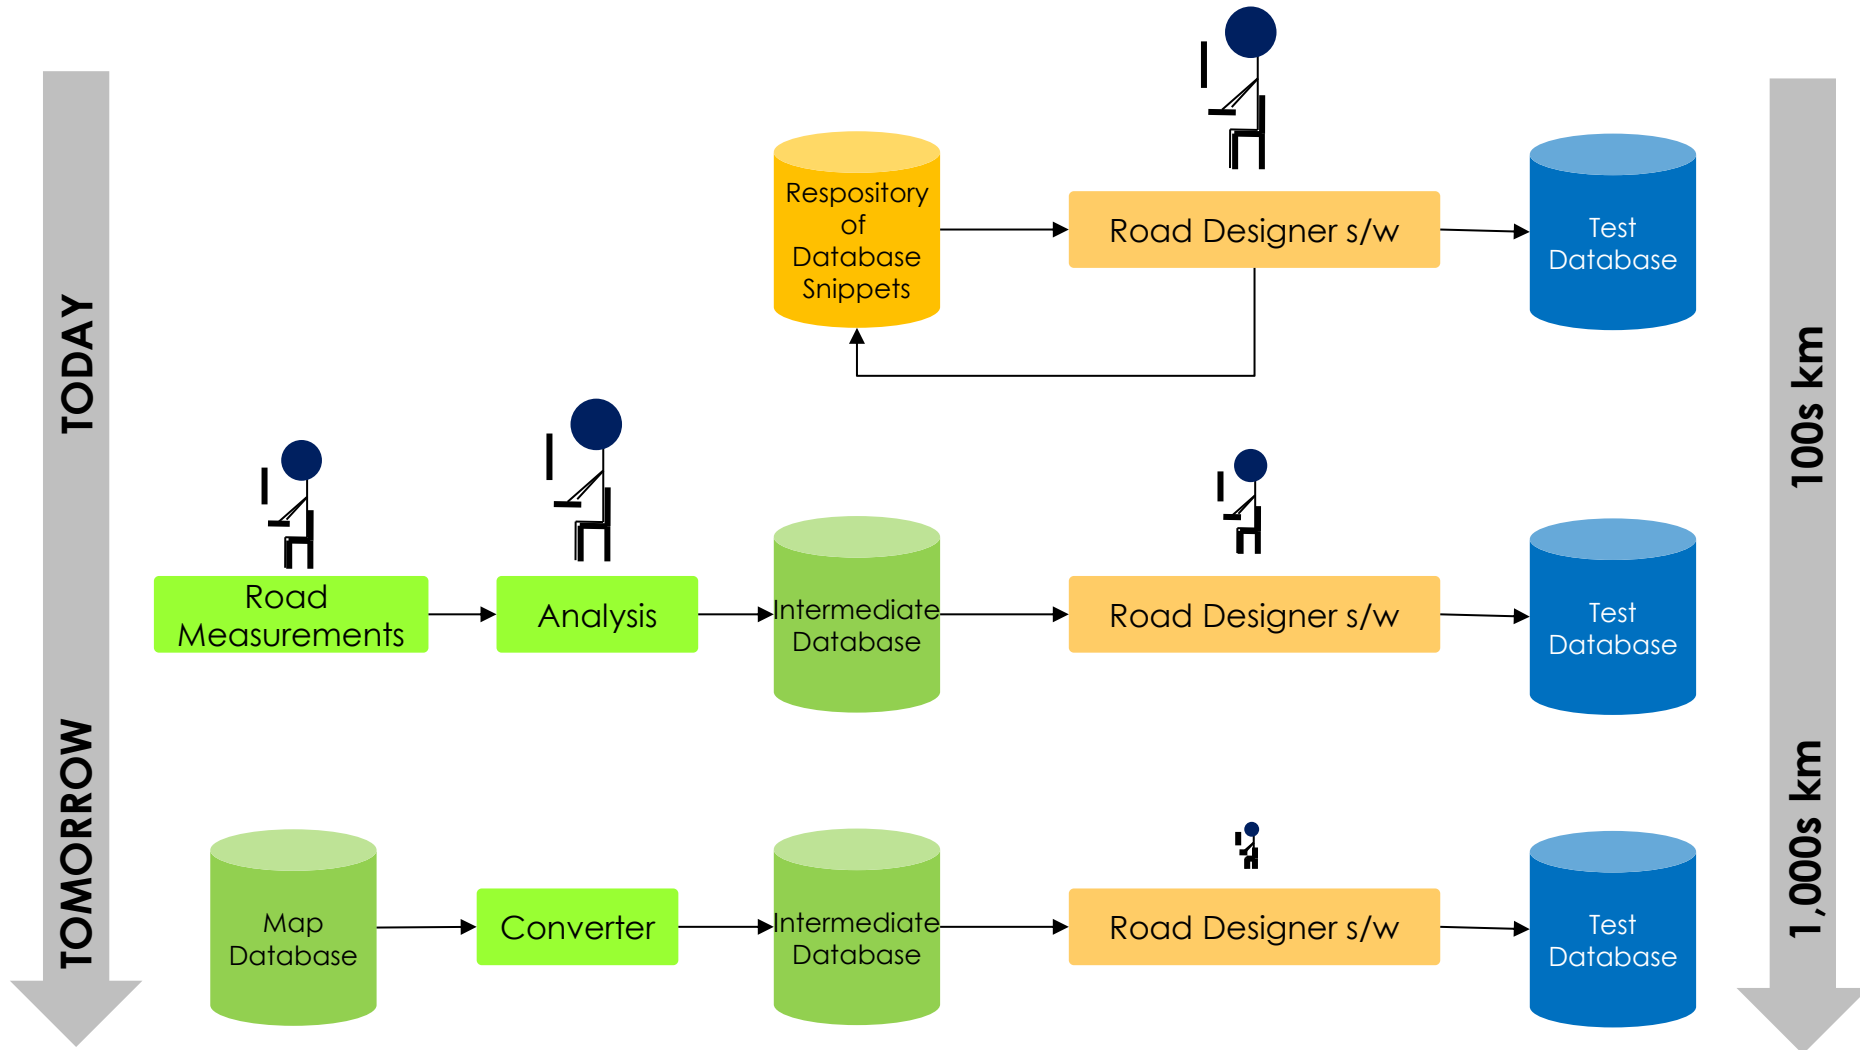 TODAY
TOMORROW
Respository
of
Database
Snippets
Road Designer s/w
Test
Database
100s km
Road
Measurements
Analysis
Intermediate
Database
Road Designer s/w
Test
Database
Map
Database
Converter
Intermediate
Database
Road Designer s/w
Test
Database
1,000s km